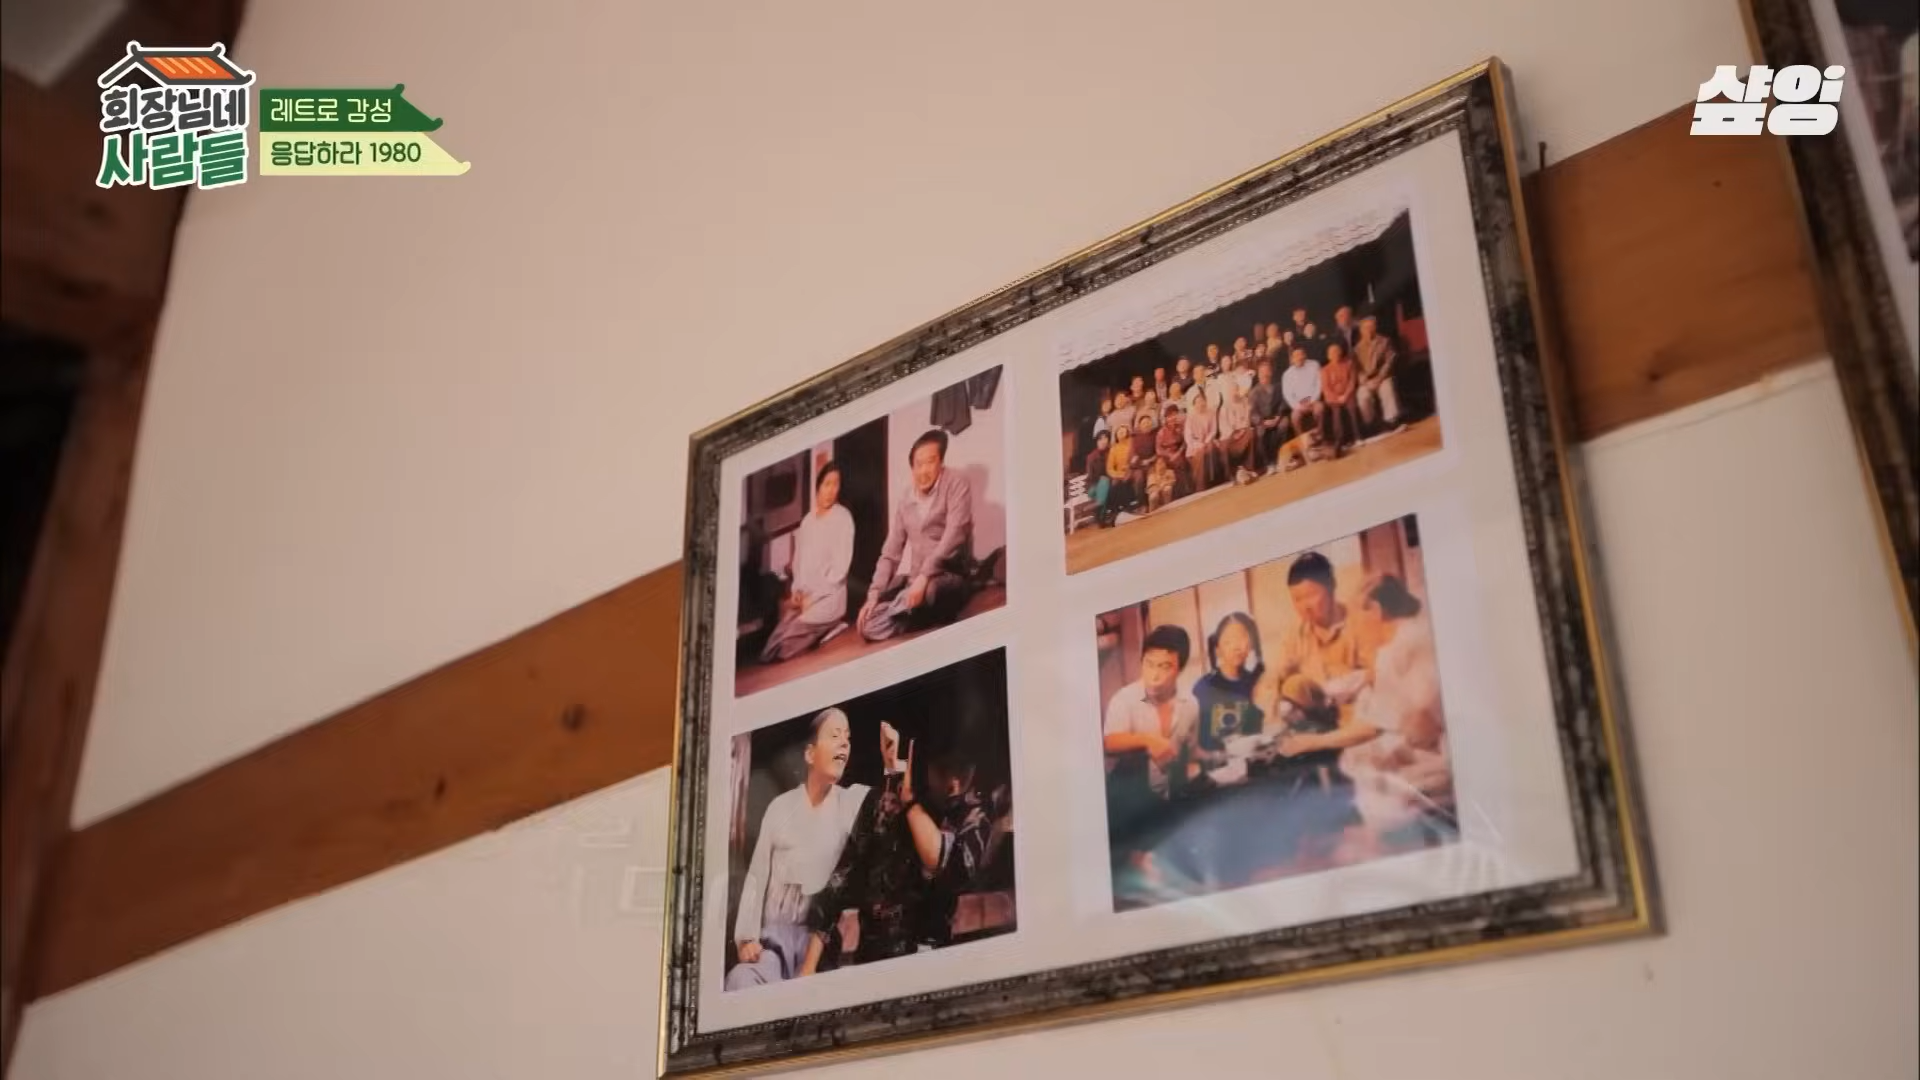 회장님네
사람들
레트로 감성
응답하라 1980
샾잉